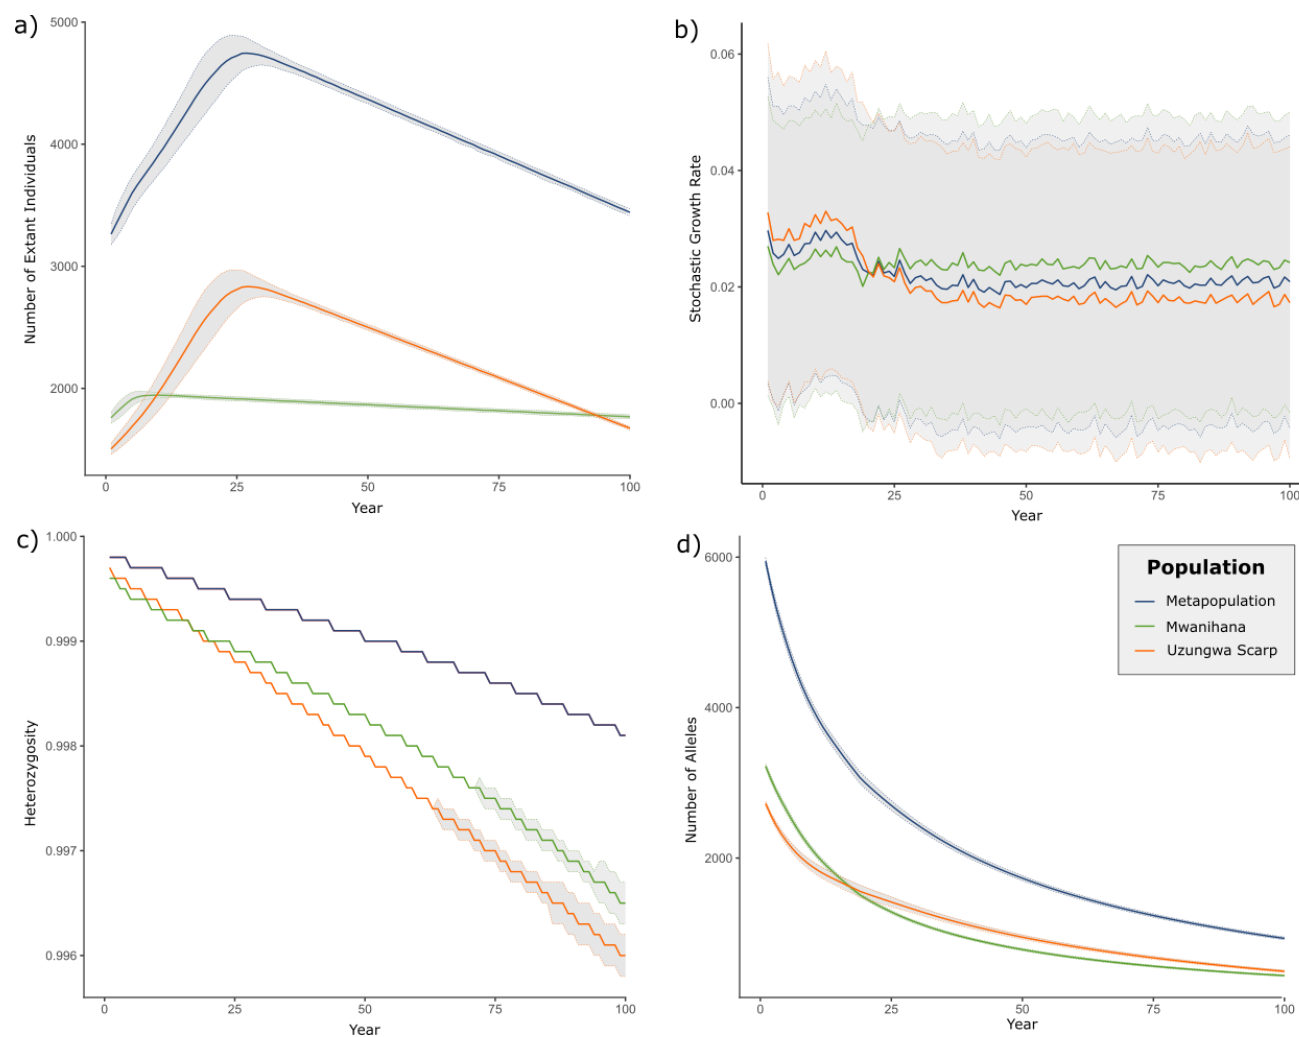 a)
Number of Extant Individuals
5000
4000
3000
2000
0
25
50
75
100
Year
b)
Stochastic Growth Rate
0.06
0.04
0.02
0.00
0
25
50
75
100
Year
c)
Heterozygosity
1.000
0.999
0.998
0.997
0.996
0
25
50
75
100
Year
d)
Number of Alleles
6000
4000
2000
0
25
50
75
100
Year
Population
Metapopulation
Mwanihana
Uzungwa Scarp